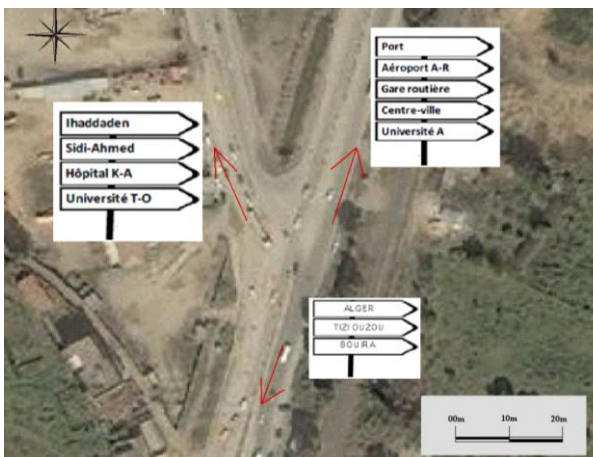 Port
Aéroport A-R
Gare routière
Centre-ville
Université A
Ihaddaden
Sidi-Ahmed
Hôpital K-A
Université T-O
ALGER
TIZI OUZOU
BOUIRA
00m 10m 20m